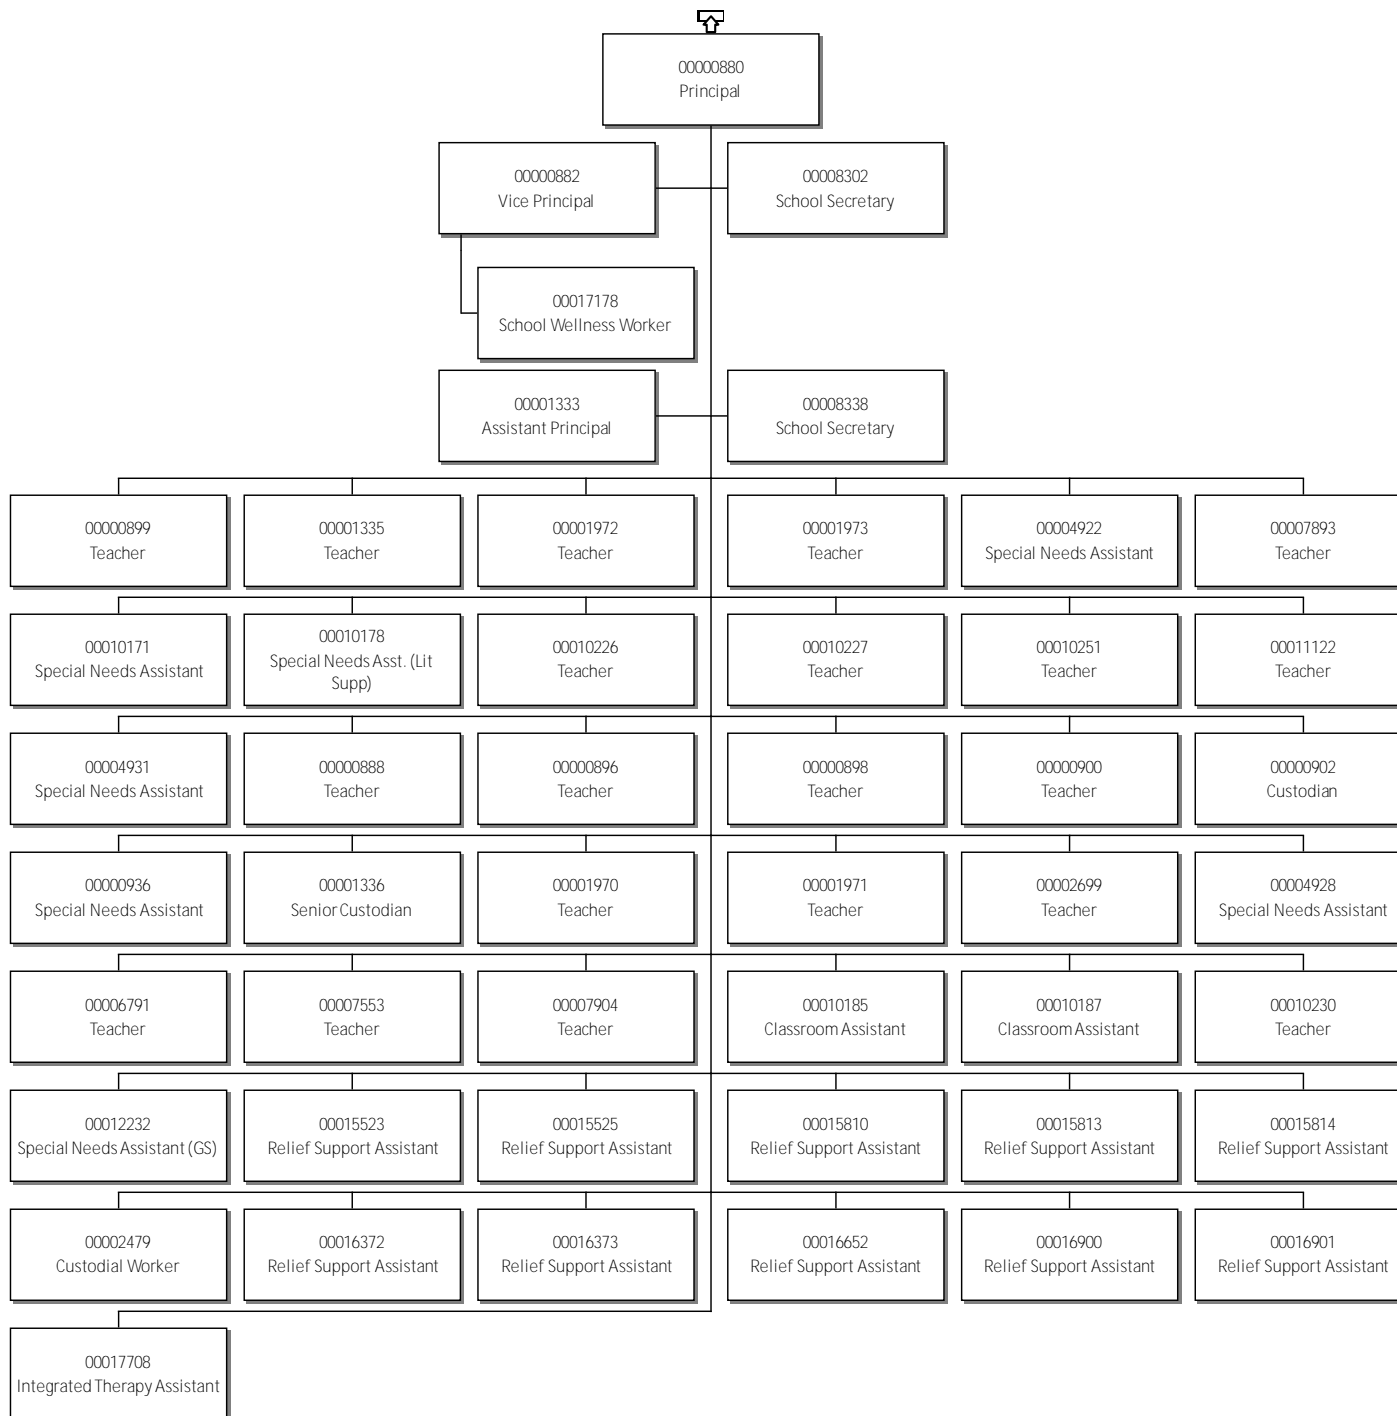 00000880
Principal
00000882
Vice Principal
00008302
School Secretary
00017178
School Wellness Worker
00001333
Assistant Principal
00008338
School Secretary
00000899
Teacher
00001335
Teacher
00001972
Teacher
00001973
Teacher
00004922
Special Needs Assistant
00007893
Teacher
00010171
Special Needs Assistant
00010178
Special Needs Asst. (Lit
Supp)
00010226
Teacher
00010227
Teacher
00010251
Teacher
00011122
Teacher
00004931
Special Needs Assistant
00000888
Teacher
00000896
Teacher
00000898
Teacher
00000900
Teacher
00000902
Custodian
00000936
Special Needs Assistant
00001336
Senior Custodian
00001970
Teacher
00001971
Teacher
00002699
Teacher
00004928
Special Needs Assistant
00006791
Teacher
00007553
Teacher
00007904
Teacher
00010185
Classroom Assistant
00010187
Classroom Assistant
00010230
Teacher
00012232
Special Needs Assistant (GS)
00015523
Relief Support Assistant
00015525
Relief Support Assistant
00015810
Relief Support Assistant
00015813
Relief Support Assistant
00015814
Relief Support Assistant
00002479
Custodial Worker
00016372
Relief Support Assistant
00016373
Relief Support Assistant
00016652
Relief Support Assistant
00016900
Relief Support Assistant
00016901
Relief Support Assistant
00017708
Integrated Therapy Assistant